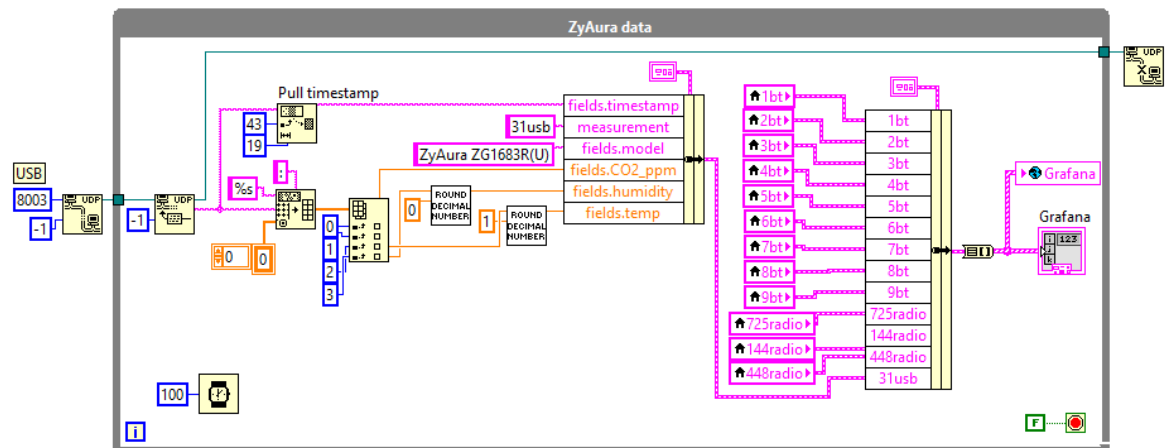 ZyAura data
UDP
Pull timestamp
43
19
fields.timestamp
31usb
measurement
ZyAura ZG1683R(U)
fields.model
fields.CO2_ppm
fields.humidity
fields.temp
USB
8003
-1
UDP
-1
UDP
%s
:
0
0
0
1
2
3
0
ROUND
DECIMAL
NUMBER
1
ROUND
DECIMAL
NUMBER
1bt
2bt
3bt
4bt
5bt
6bt
7bt
8bt
9bt
725radio
144radio
448radio
1bt
2bt
3bt
4bt
5bt
6bt
7bt
8bt
9bt
725radio
144radio
448radio
31usb
Grafana
Grafana
i
j
k
123
100
i
F